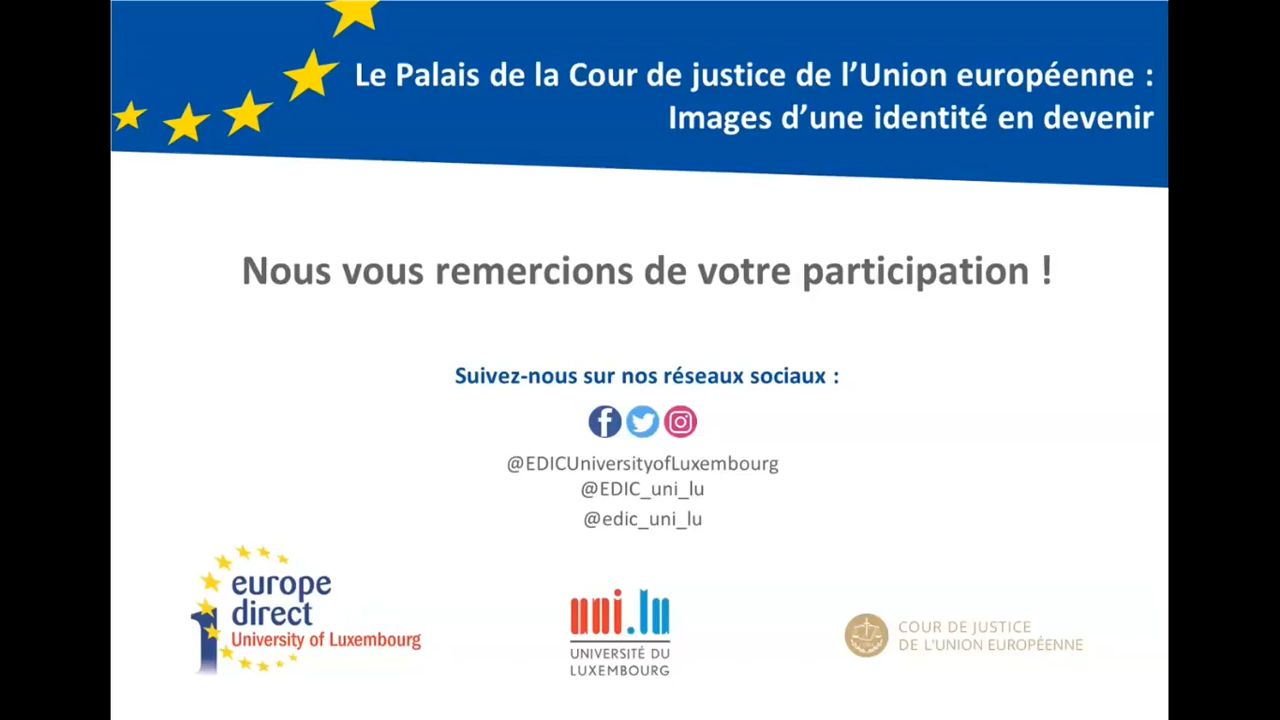 Le Palais de la Cour de justice de l’Union européenne :
Images d’une identité en devenir
Nous vous remercions de votre participation !
Suivez-nous sur nos réseaux sociaux :
@EDICUniversityofLuxembourg
@EDIC_uni_lu
@edic_uni_lu
europe
direct
University of Luxembourg
uni.lu
UNIVERSITÉ DU
LUXEMBOURG
COUR DE JUSTICE
DE L'UNION EUROPÉENNE